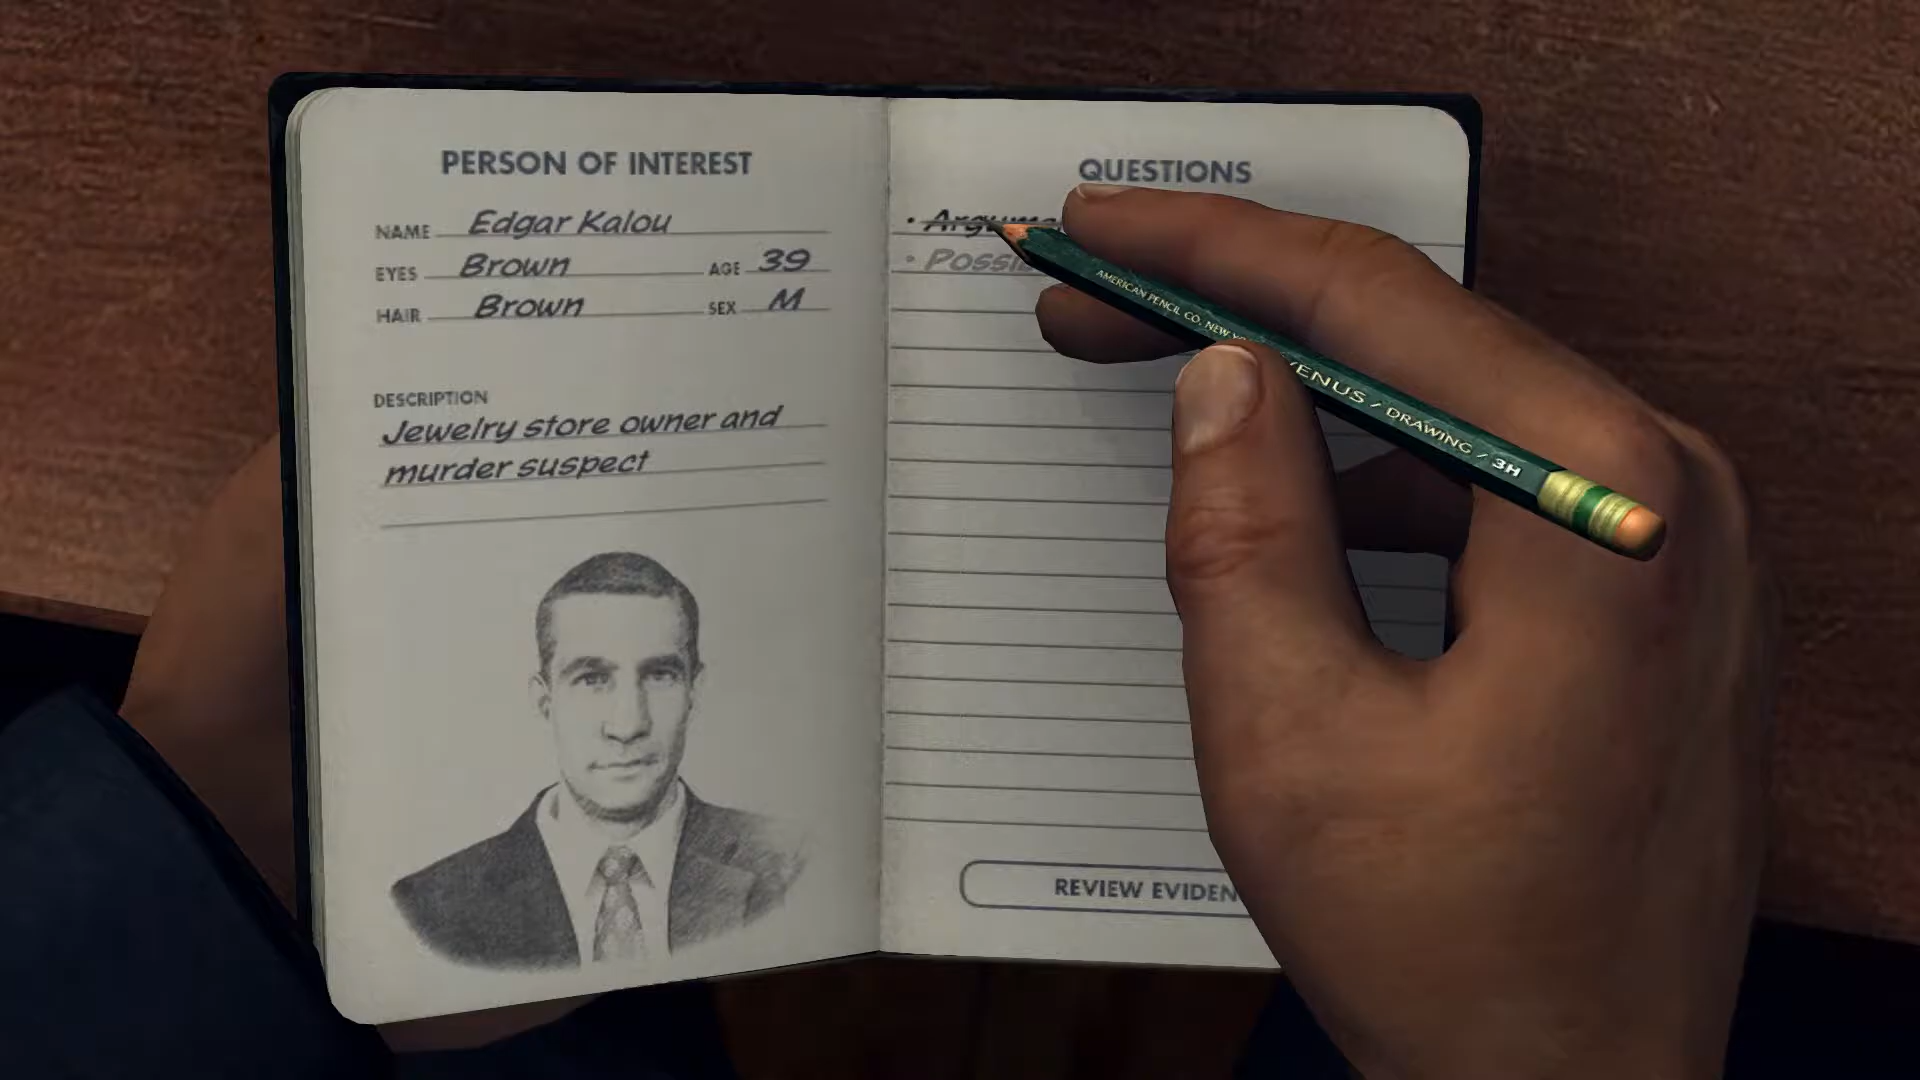 PERSON OF INTEREST
NAME Edgar Kalou
EYES Brown AGE 39
HAIR Brown SEX M
DESCRIPTION
Jewelry store owner and
murder suspect
QUESTIONS
REVIEW
AMERICAN PENCIL CO. NEW
VENUS / DRAWING / 3H